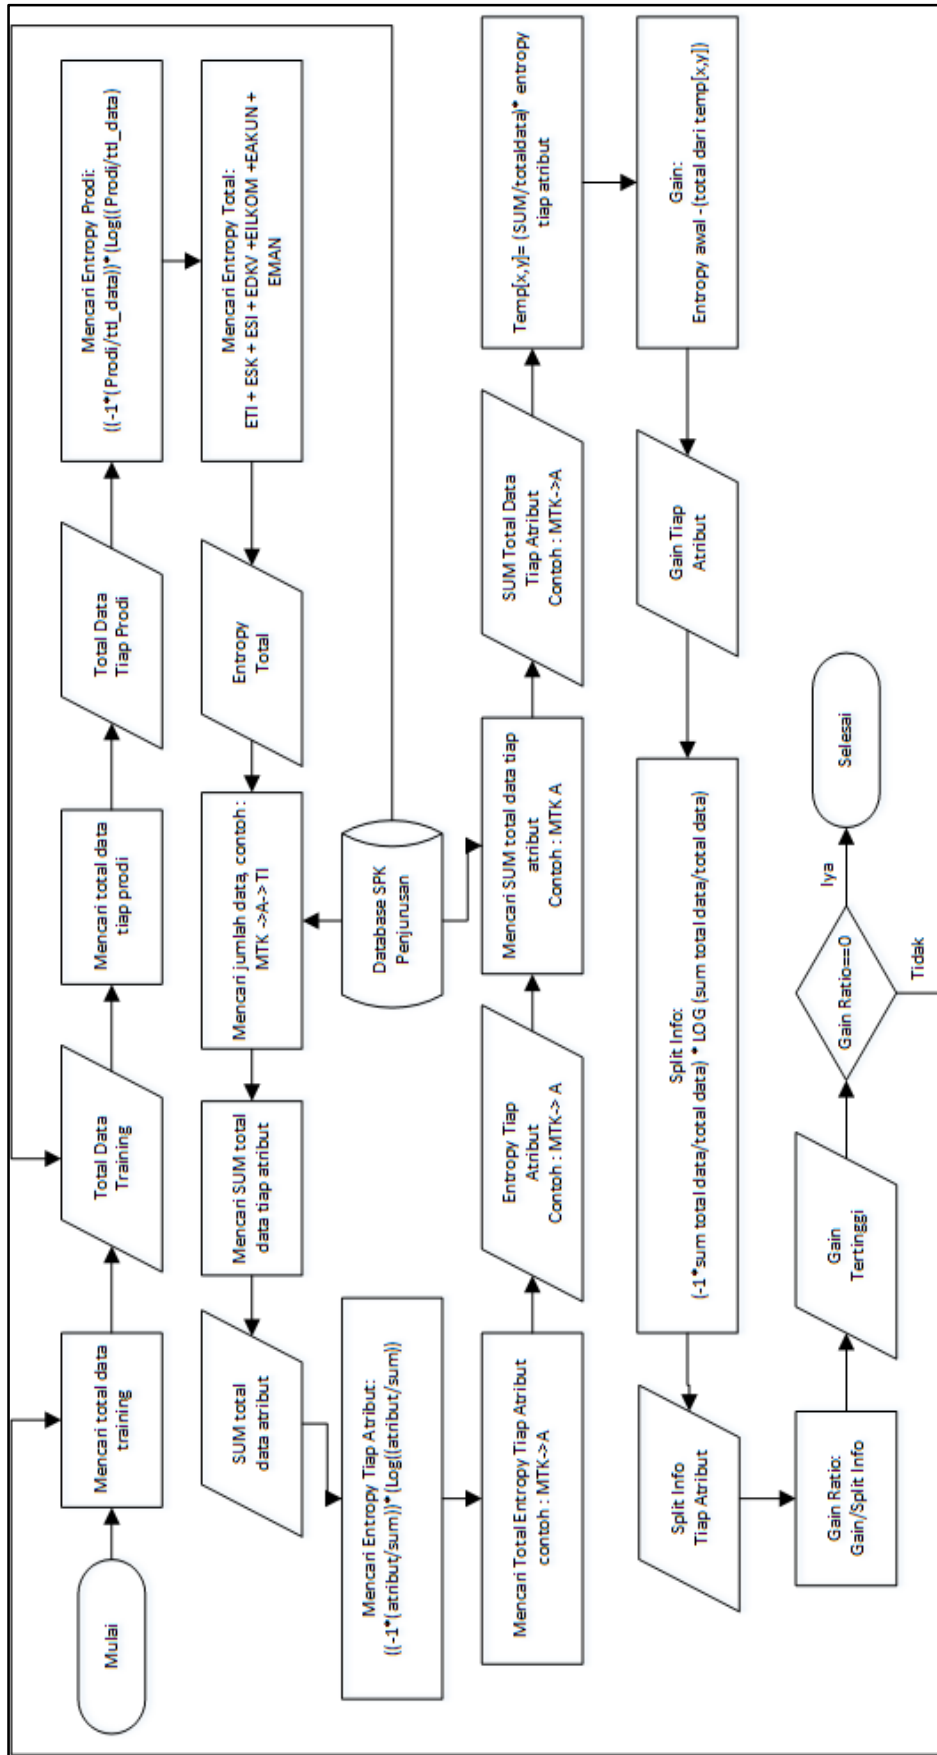 Mulai
Mencari total data
training
Total Data
Training
Mencari total data
tiap prodi
Total Data
Tiap Prodi
Mencari Entropy Prodi:
((-1*(Prodi/ttl_data))*(Log((Prodi/ttl_data)
Mencari Entropy Total:
ETI + ESK + ESI + EDKV +EILKOM +EAKUN +
EMAN
Entropy
Total
Mencari jumlah data, contoh :
MTK ->A-> TI
Mencari SUM total
data tiap atribut
SUM total
data atribut
Database SPK
Penjurusan
Mencari Entropy Tiap Atribut:
((-1*(atribut/sum))*(Log((atribut/sum))
Mencari Total Entropy Tiap Atribut
contoh : MTK->A
Entropy Tiap
Atribut
Contoh : MTK-> A
Mencari SUM total data tiap
atribut
Contoh : MTK A
SUM Total Data
Tiap Atribut
Contoh : MTK->A
Temp[x,y]= (SUM/totaldata)* entropy
tiap atribut
Gain:
Entropy awal -(total dari temp[x,y])
Gain Tiap
Atribut
Split Info:
(-1*sum total data/total data) * LOG (sum total data/total data)
Split Info
Tiap Atribut
Gain Ratio:
Gain/Split Info
Gain
Tertinggi
Gain Ratio==0
Iya
Selesai
Tidak